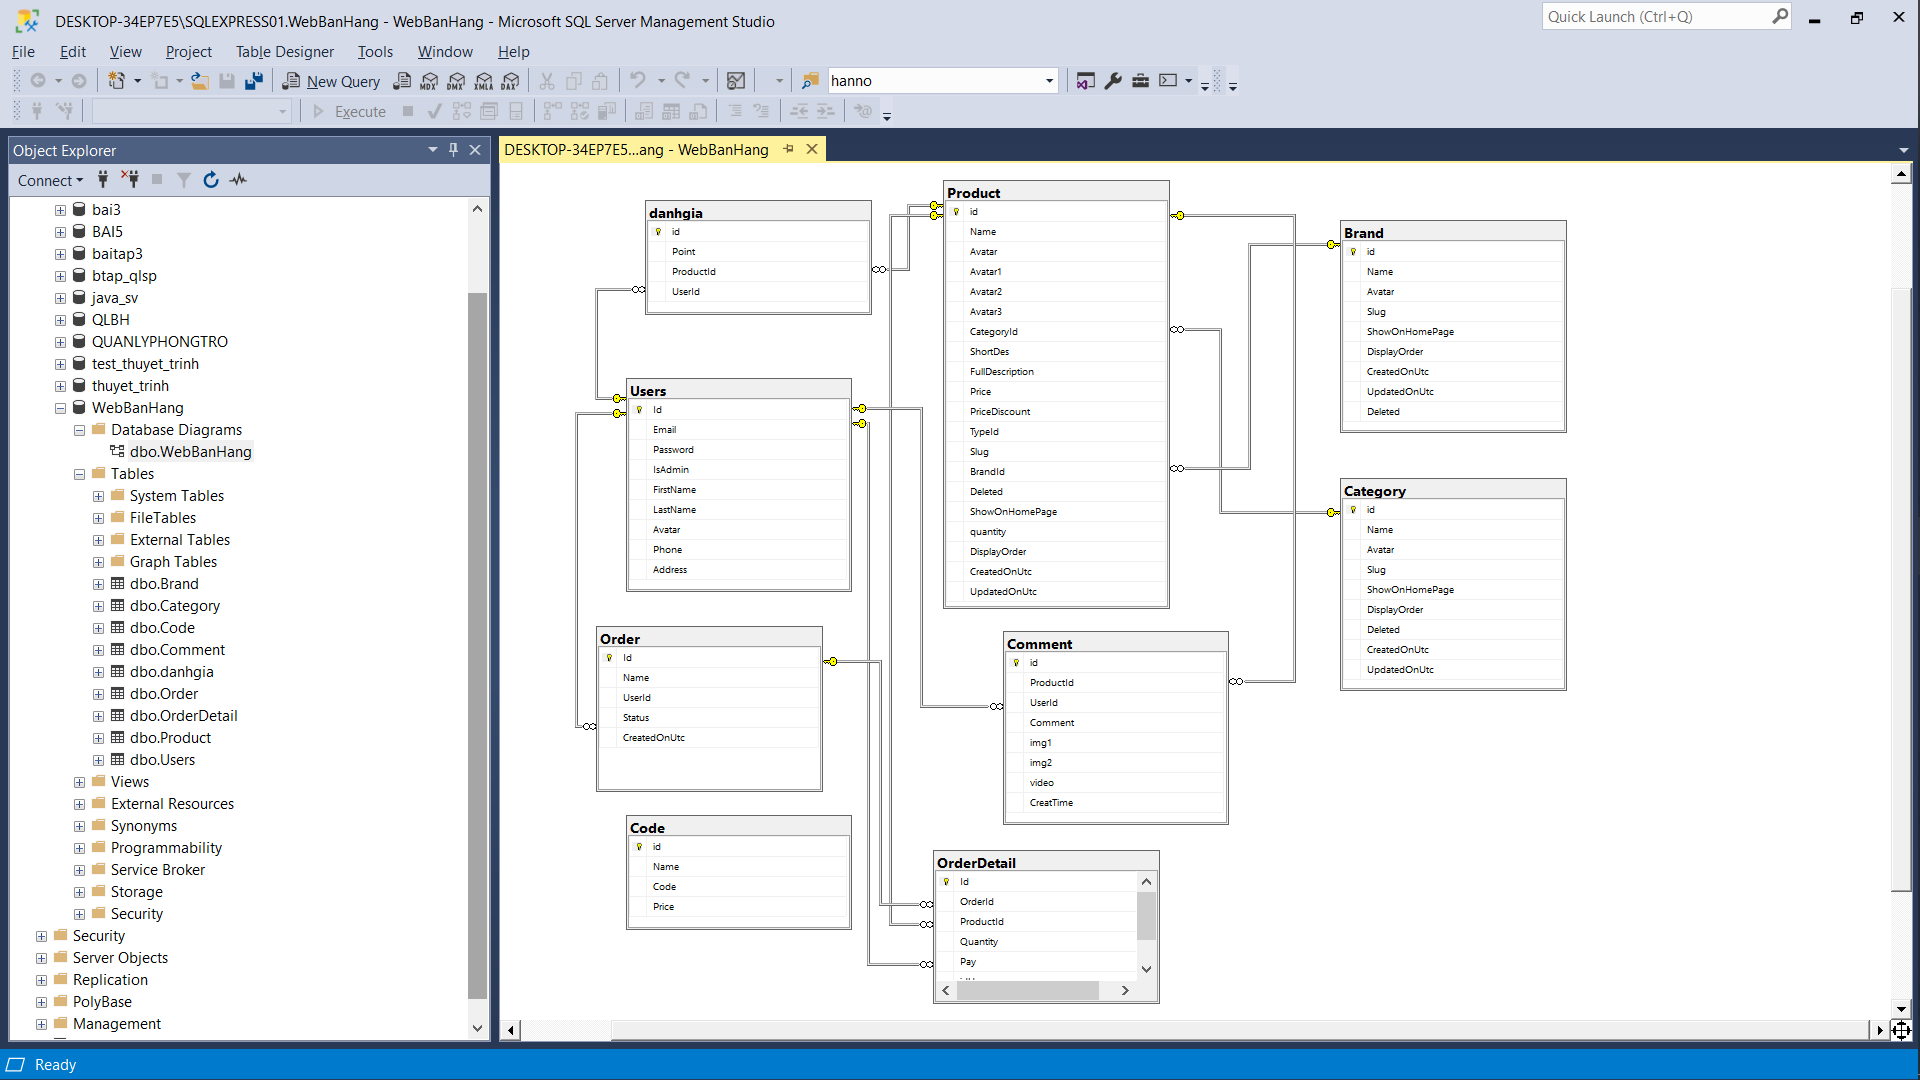 DESKTOP-34EP7E5\SQLEXPRESS01.WebBanHang - WebBanHang - Microsoft SQL Server Management Studio
Quick Launch (Ctrl+Q)
File Edit View Project Table Designer Tools Window Help
New Query MDX DMX XMLA DAX hanno
Execute
Object Explorer
Connect
bai3
BAI5
baitap3
btap_qlsp
java_sv
QLBH
QUANLYPHONGTRO
test_thuyet_trinh
thuyet_trinh
WebBanHang
Database Diagrams
dbo.WebBanHang
Tables
System Tables
FileTables
External Tables
Graph Tables
dbo.Brand
dbo.Category
dbo.Code
dbo.Comment
dbo.danhgia
dbo.Order
dbo.OrderDetail
dbo.Product
dbo.Users
Views
External Resources
Synonyms
Programmability
Service Broker
Storage
Security
Security
Server Objects
Replication
PolyBase
Management
DESKTOP-34EP7E5...ang - WebBanHang
danhgia
id
Point
ProductId
UserId
Users
Id
Email
Password
IsAdmin
FirstName
LastName
Avatar
Phone
Address
Order
Id
Name
UserId
Status
CreatedOnUtc
Code
id
Name
Code
Price
Product
id
Name
Avatar
Avatar1
Avatar2
Avatar3
CategoryId
ShortDes
FullDescription
Price
PriceDiscount
TypeId
Slug
BrandId
Deleted
ShowOnHomePage
quantity
DisplayOrder
CreatedOnUtc
UpdatedOnUtc
Comment
id
ProductId
UserId
Comment
img1
img2
video
CreatTime
OrderDetail
Id
OrderId
ProductId
Quantity
Pay
Brand
id
Name
Avatar
Slug
ShowOnHomePage
DisplayOrder
CreatedOnUtc
UpdatedOnUtc
Deleted
Category
id
Name
Avatar
Slug
ShowOnHomePage
DisplayOrder
Deleted
CreatedOnUtc
UpdatedOnUtc
Ready